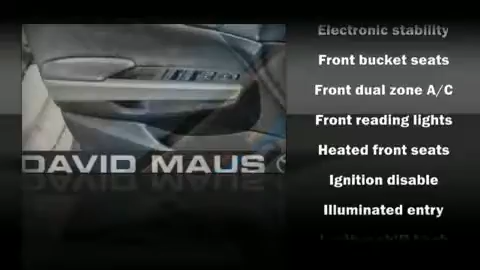 Electronic stability
Front bucket seats
Front dual zone A/C
Front reading lights
Heated front seats
Ignition disable
Illuminated entry
DAVID MAUS